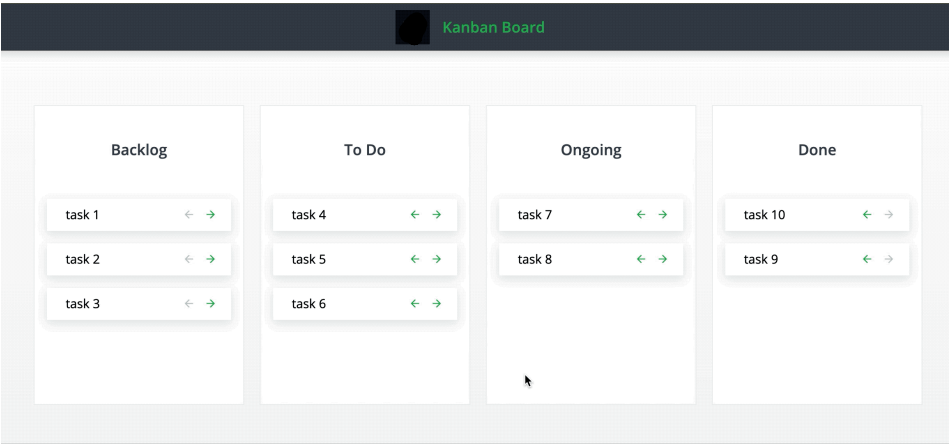 Kanban Board
Backlog
task 1
task 2
task 3
To Do
task 4
task 5
task 6
Ongoing
task 7
task 8
Done
task 10
task 9